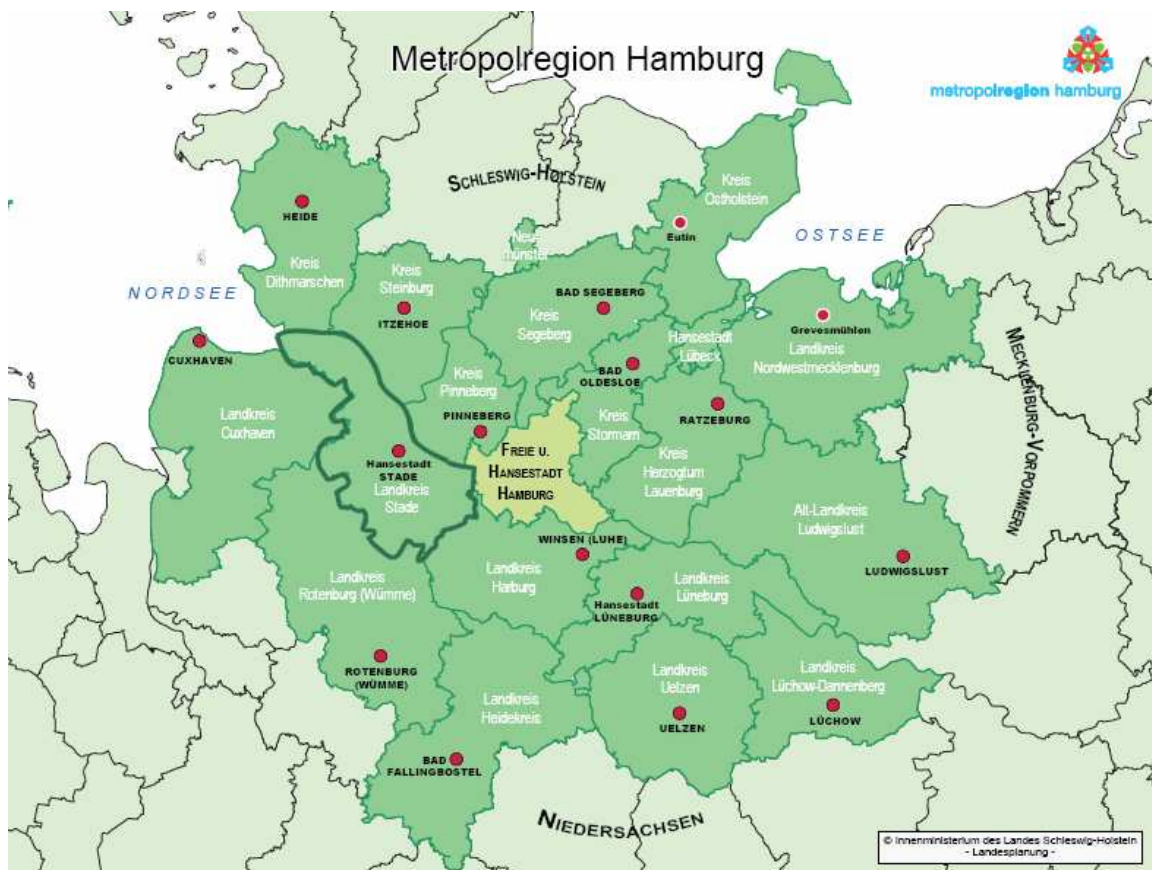 Metropolregion Hamburg
metropolregion hamburg
SCHLESWIG-HOLSTEIN
Kreis
Ostholstein
HEIDE
Eutin
OSTSEE
Neu-
münster
Kreis
Dithmarschen
Kreis
Steinburg
NORDSEE
BAD SEGEBERG
ITZEHOE
Kreis
Segeberg
Grevesmühlen
Landkreis
Nordwestmecklenburg
Hansestadt
Lübeck
MECKLENBURG-VORPOMMERN
CUXHAVEN
BAD
OLDESLOE
Kreis
Pinneberg
PINNEBERG
RATZEBURG
Landkreis
Cuxhaven
Kreis
Stormarn
FREIE U.
HANSESTADT
HAMBURG
Kreis
Herzogtum
Lauenburg
Hansestadt
STADE
Landkreis
Stade
Alt-Landkreis
Ludwigslust
WINSEN (LUHE)
LUDWIGSLUST
Landkreis
Harburg
Landkreis
Rotenburg (Wümme)
Landkreis
Lüneburg
Hansestadt
LÜNEBURG
ROTENBURG
(WÜMME)
Landkreis
Uelzen
Landkreis
Lüchow-Dannenberg
Landkreis
Heidekreis
UELZEN
LÜCHOW
BAD
FALLINGBOSTEL
NIEDERSACHSEN
© Innenministerium des Landes Schleswig-Holstein
- Landesplanung -